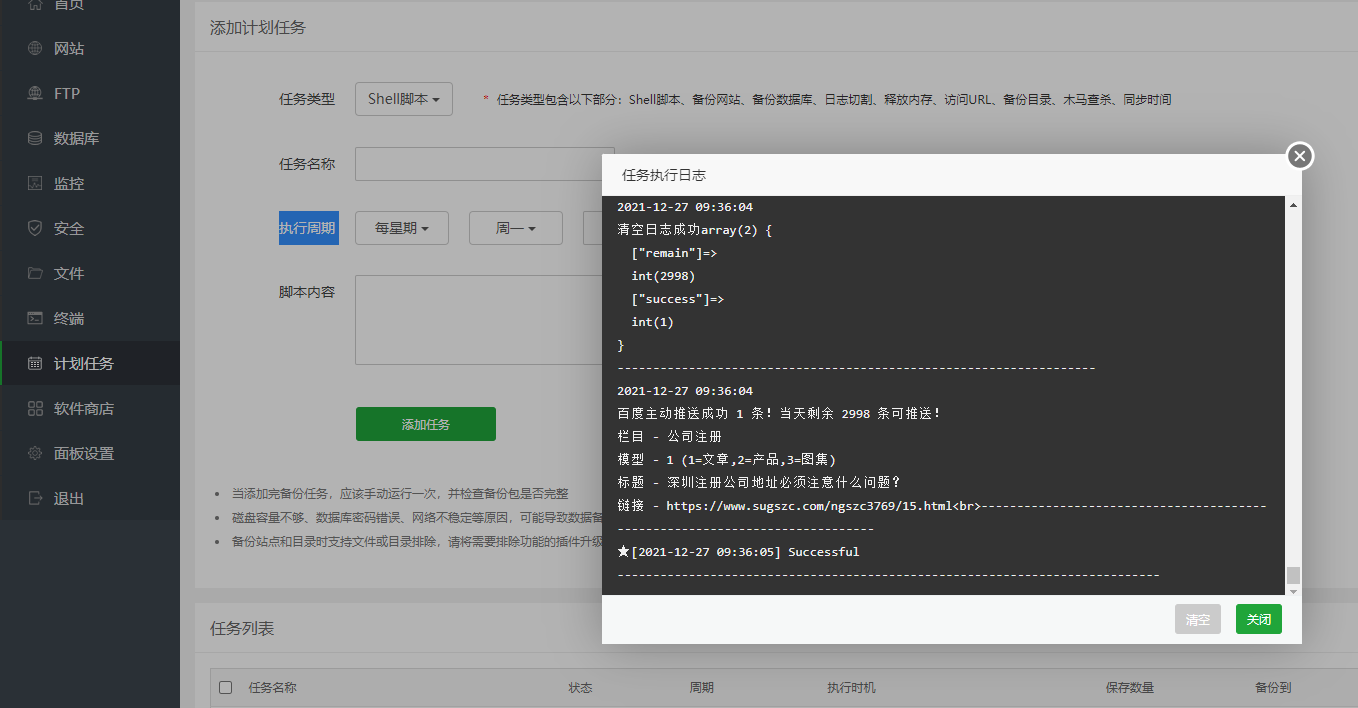 首页
网站
FTP
数据库
监控
安全
文件
终端
计划任务
软件商店
面板设置
退出
添加计划任务
任务类型
Shell脚本
* 任务类型包含以下部分：Shell脚本、备份网站、备份数据库、日志切割、释放内存、访问URL、备份目录、木马查杀、同步时间
任务名称
执行周期
每星期
周一
脚本内容
添加任务
当添加完备份任务，应该手动运行一次，并检查备份包是否完整
磁盘容量不够、数据库密码错误、网络不稳定等原因，可能导致数据备
备份站点和目录时支持文件或目录排除，请将需要排除功能的插件升级
任务执行日志
2021-12-27 09:36:04
清空日志成功array(2) {
["remain"]=>
int(2998)
["success"]=>
int(1)
}
-------------------------------------------------------------------
2021-12-27 09:36:04
百度主动推送成功 1 条！当天剩余 2998 条可推送！
栏目 - 公司注册
模型 - 1 (1=文章,2=产品,3=图集)
标题 - 深圳注册公司地址必须注意什么问题？
链接 - https://www.sugszc.com/ngszc3769/15.html<br>----------------------------------------
------------------------------------
★[2021-12-27 09:36:05] Successful
----------------------------------------------------------------------------
清空
关闭
任务列表
任务名称
状态
周期
执行时机
保存数量
备份到